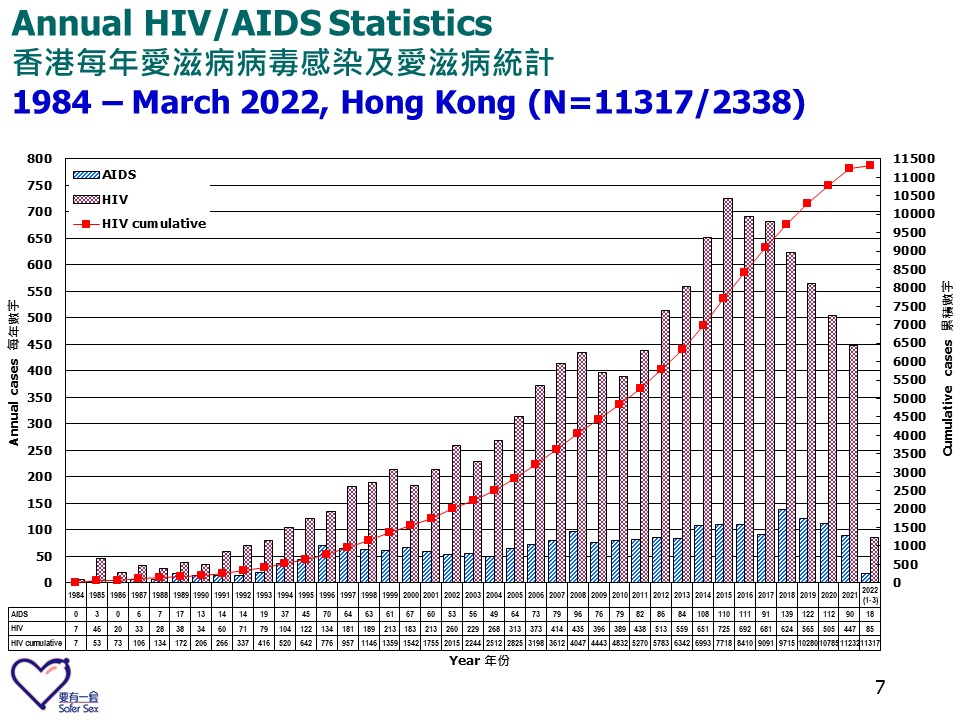 Annual HIV/AIDS Statistics
香港每年愛滋病病毒感染及愛滋病統計
1984 – March 2022, Hong Kong (N=11317/2338)
800
750
700
650
600
550
500
450
400
350
300
250
200
150
100
50
0
Annual cases 每年數字
AIDS
HIV
HIV cumulative
11500
11000
10500
10000
9500
9000
8500
8000
7500
7000
6500
6000
5500
5000
4500
4000
3500
3000
2500
2000
1500
1000
500
0
Cumulative cases 累積數字
1984 1985 1986 1987 1988 1989 1990 1991 1992 1993 1994 1995 1996 1997 1998 1999 2000 2001 2002 2003 2004 2005 2006 2007 2008 2009 2010 2011 2012 2013 2014 2015 2016 2017 2018 2019 2020 2021 2022
(1-3)
AIDS 0 3 0 6 7 17 13 14 14 19 37 45 70 64 63 61 67 60 53 56 49 64 73 79 96 76 79 82 86 84 108 110 111 91 139 122 112 90 18
HIV 7 46 20 33 28 38 34 60 71 79 104 122 134 181 189 213 183 213 260 229 268 313 373 414 435 396 389 438 513 559 651 725 692 681 624 565 505 447 85
HIV cumulative 7 53 73 106 134 172 206 266 337 416 520 642 776 957 1146 1359 1542 1755 2015 2244 2512 2825 3198 3612 4047 4443 4832 5270 5783 6342 6993 7718 8410 9091 9715 10280 10785 11232 11317
Year 年份
要有一套
Safer Sex
7